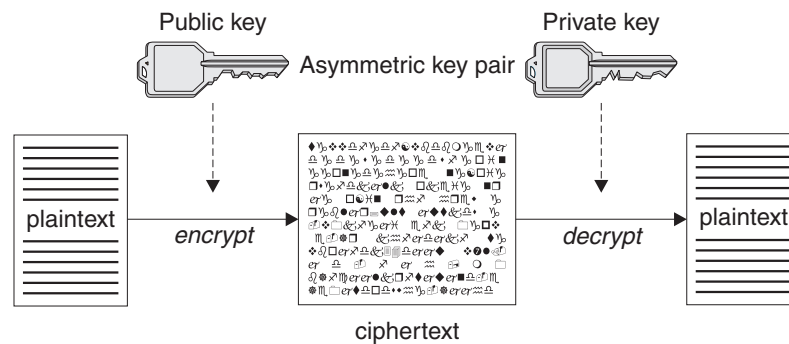 Public key
Private key
Asymmetric key pair
plaintext
encrypt
decrypt
plaintext
ciphertext